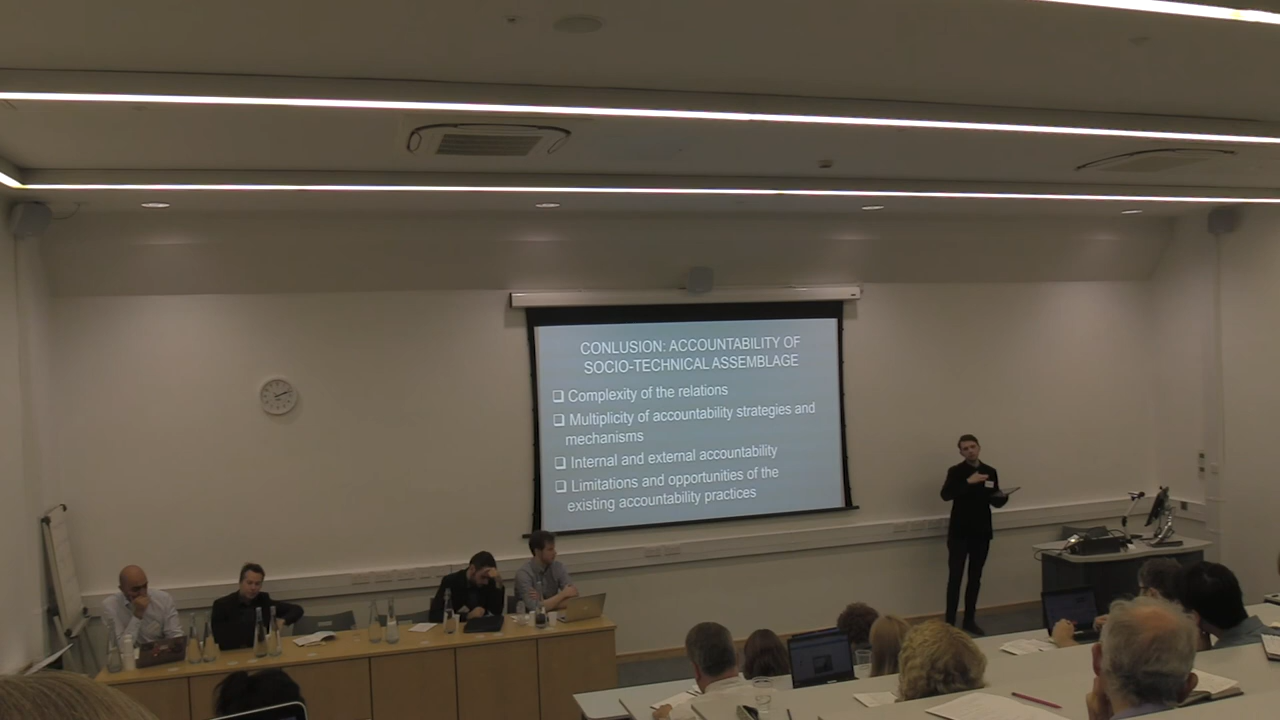 CONLUSION: ACCOUNTABILITY OF
SOCIO-TECHNICAL ASSEMBLAGE
❑ Complexity of the relations
❑ Multiplicity of accountability strategies and
mechanisms
❑ Internal and external accountability
❑ Limitations and opportunities of the
existing accountability practices